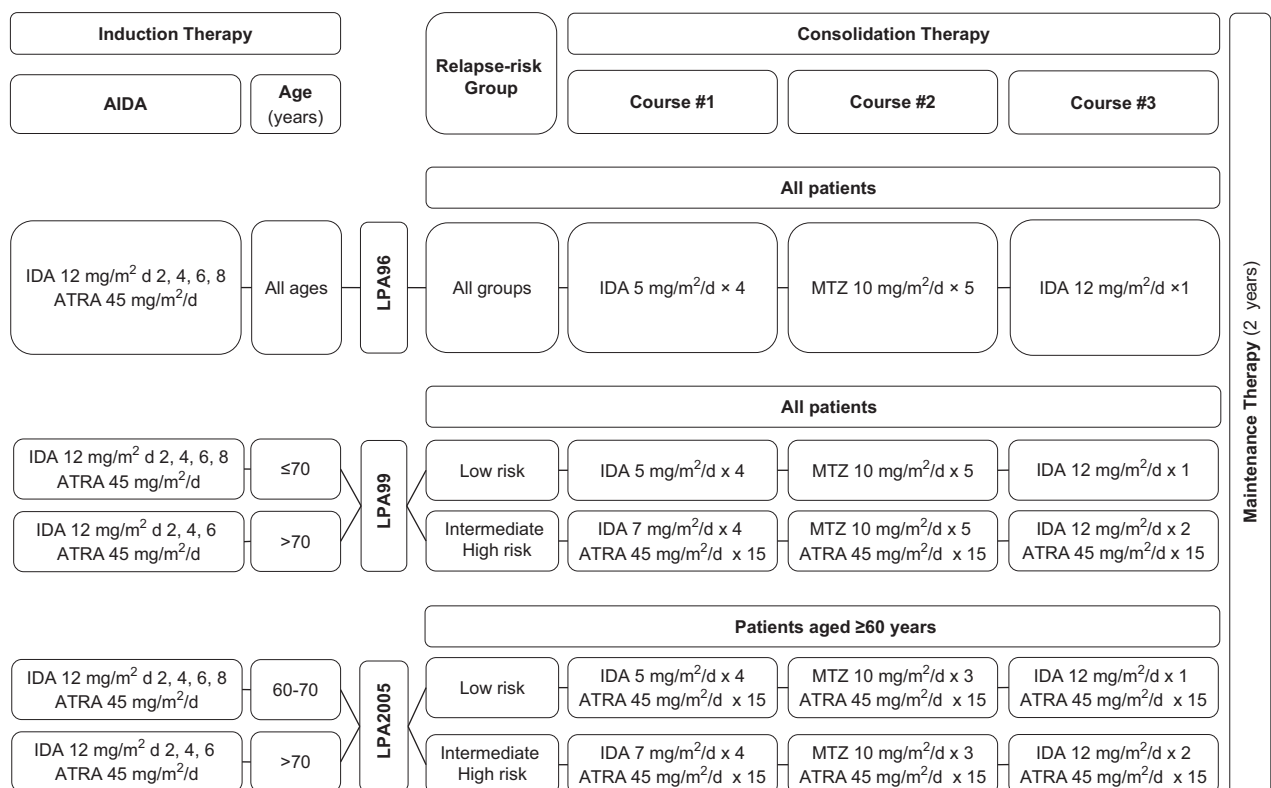 Induction Therapy
Relapse-risk
Group
Consolidation Therapy
AIDA
Age
(years)
Course #1
Course #2
Course #3
Maintenance Therapy (2 years)
All patients
IDA 12 mg/m² d 2, 4, 6, 8
ATRA 45 mg/m²/d
All ages
LPA96
All groups
IDA 5 mg/m²/d × 4
MTZ 10 mg/m²/d × 5
IDA 12 mg/m²/d ×1
All patients
IDA 12 mg/m² d 2, 4, 6, 8
ATRA 45 mg/m²/d
≤70
IDA 12 mg/m² d 2, 4, 6
ATRA 45 mg/m²/d
>70
LPA99
Low risk
IDA 5 mg/m²/d x 4
MTZ 10 mg/m²/d x 5
IDA 12 mg/m²/d x 1
Intermediate
High risk
IDA 7 mg/m²/d x 4
ATRA 45 mg/m²/d x 15
MTZ 10 mg/m²/d x 5
ATRA 45 mg/m²/d x 15
IDA 12 mg/m²/d x 2
ATRA 45 mg/m²/d x 15
Patients aged ≥60 years
IDA 12 mg/m² d 2, 4, 6, 8
ATRA 45 mg/m²/d
60-70
IDA 12 mg/m² d 2, 4, 6
ATRA 45 mg/m²/d
>70
LPA2005
Low risk
IDA 5 mg/m²/d x 4
ATRA 45 mg/m²/d x 15
MTZ 10 mg/m²/d x 3
ATRA 45 mg/m²/d x 15
IDA 12 mg/m²/d x 1
ATRA 45 mg/m²/d x 15
Intermediate
High risk
IDA 7 mg/m²/d x 4
ATRA 45 mg/m²/d x 15
MTZ 10 mg/m²/d x 3
ATRA 45 mg/m²/d x 15
IDA 12 mg/m²/d x 2
ATRA 45 mg/m²/d x 15